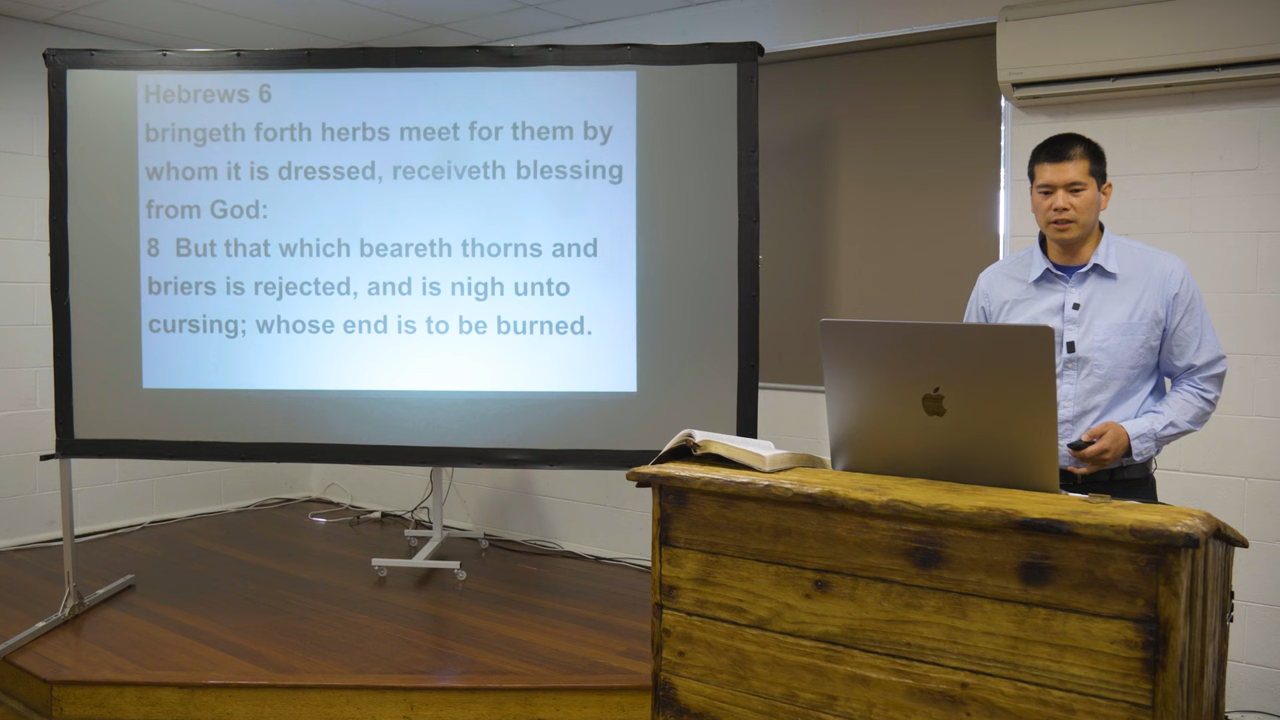 Hebrews 6
bringeth forth herbs meet for them by
whom it is dressed, receiveth blessing
from God:
8 But that which beareth thorns and
briers is rejected, and is nigh unto
cursing; whose end is to be burned.